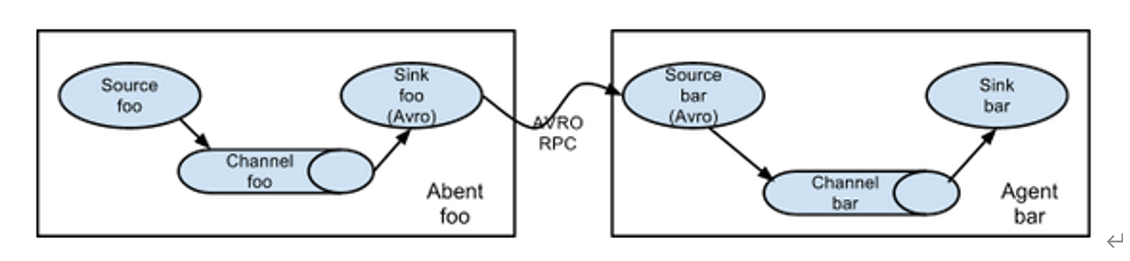 Source
foo
Channel
foo
Sink
foo
(Avro)
Abent
foo
AVRO
RPC
Source
bar
(Avro)
Channel
bar
Sink
bar
Agent
bar